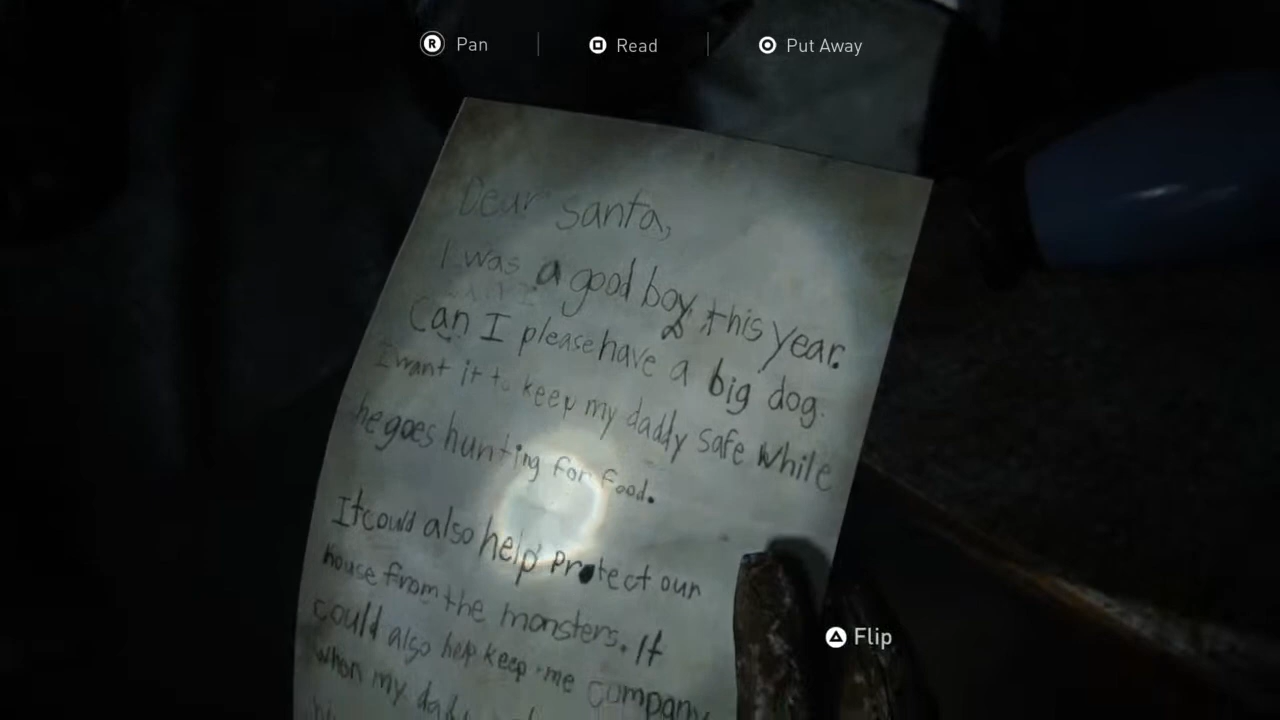 R Pan
Read
Put Away
Dear Santa,
I was a good boy this year.
Can I please have a big dog.
I want it to keep my daddy safe while
he goes hunting for food.
It could also help protect our
house from the monsters. It
could also help keep me company
when my
Flip